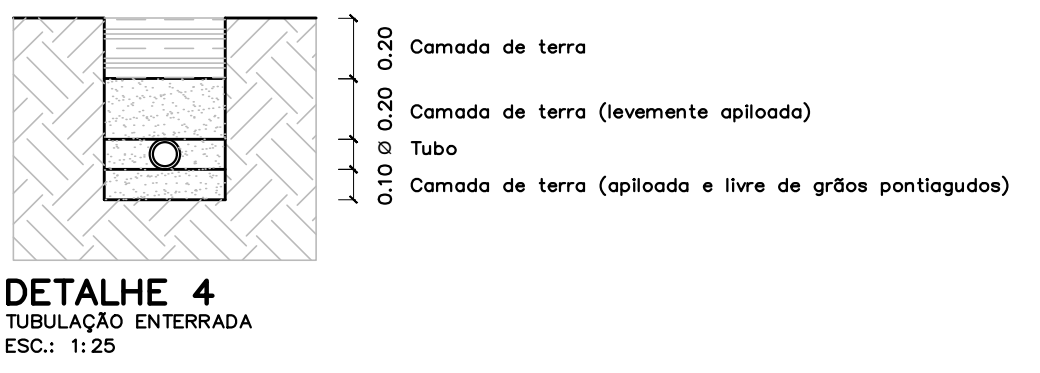 0.20 Camada de terra
0.20 Camada de terra (levemente apiloada)
Ø Tubo
0.10 Camada de terra (apiloada e livre de grãos pontiagudos)
DETALHE 4
TUBULAÇÃO ENTERRADA
ESC.: 1:25